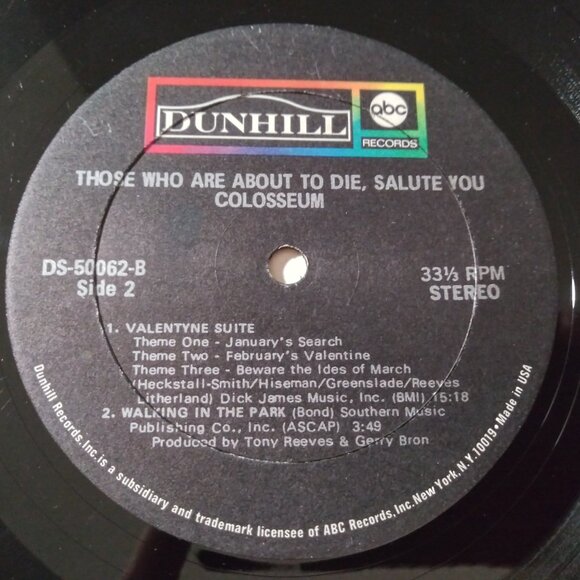 DUNHILL
abc
RECORDS
THOSE WHO ARE ABOUT TO DIE, SALUTE YOU
COLOSSEUM
DS-50062-B
Side 2
33⅓ RPM
STEREO
1. VALENTYNE SUITE
Theme One - January's Search
Theme Two - February's Valentine
Theme Three - Beware the Ides of March
(Heckstall-Smith/Hiseman/Greenslade/Reeves
Litherland) Dick James Music, Inc. (BMI) 15:18
2. WALKING IN THE PARK (Bond) Southern Music
Publishing Co., Inc. (ASCAP) 3:49
Produced by Tony Reeves & Gerry Bron
Dunhill Records, Inc. is a subsidiary and trademark licensee of ABC Records, Inc. New York, N.Y. 10019 • Made in USA